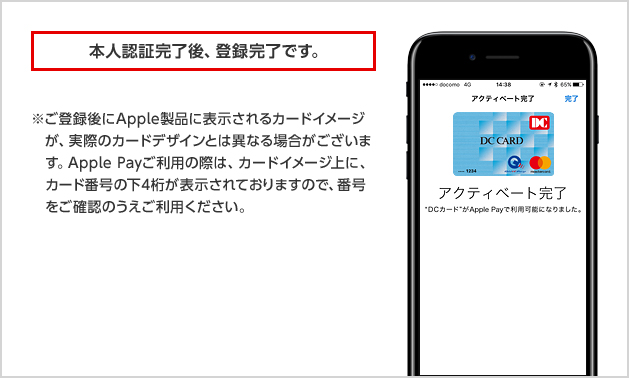 本人認証完了後、登録完了です。
※ご登録後にApple製品に表示されるカードイメージ
が、実際のカードデザインとは異なる場合がございま
す。Apple Payご利用の際は、カードイメージ上に、
カード番号の下4桁が表示されておりますので、番号
をご確認のうえご利用ください。
docomo 4G 14:38 65%
アクティベート完了 完了
DC
DC CARD
1234
mastercard
アクティベート完了
“DCカード”がApple Payで利用可能になりました。